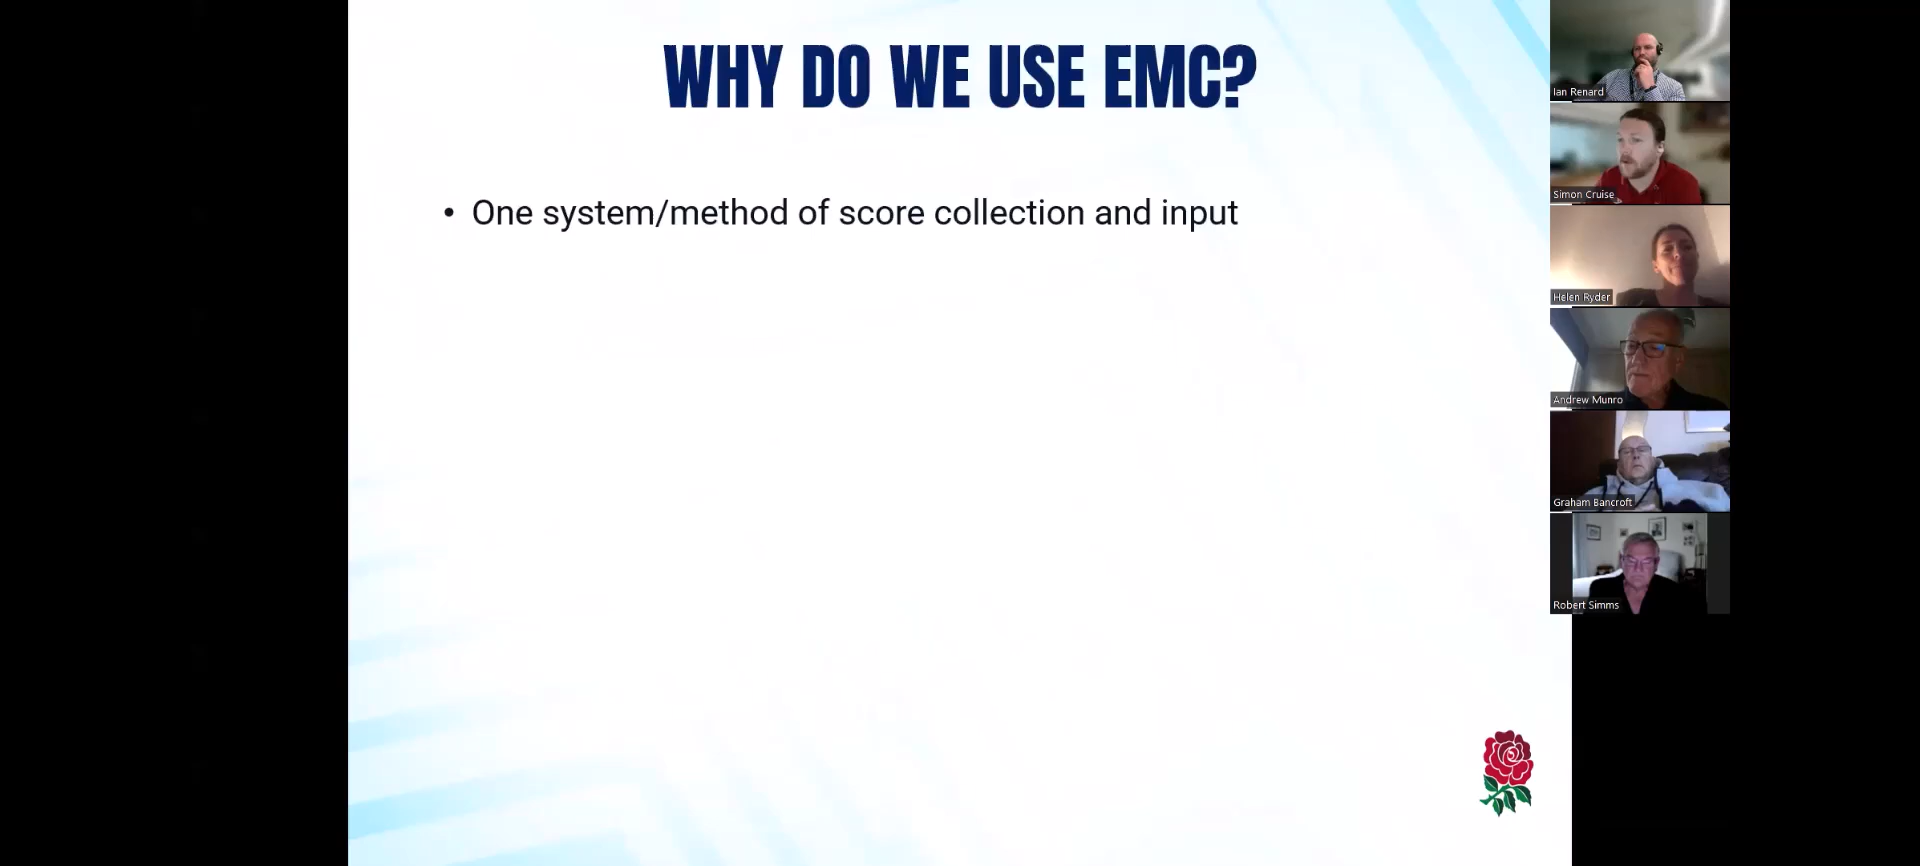 WHY DO WE USE EMC?
• One system/method of score collection and input
Ian Renard
Simon Cruise
Helen Ryder
Andrew Munro
Graham Bancroft
Robert Simms